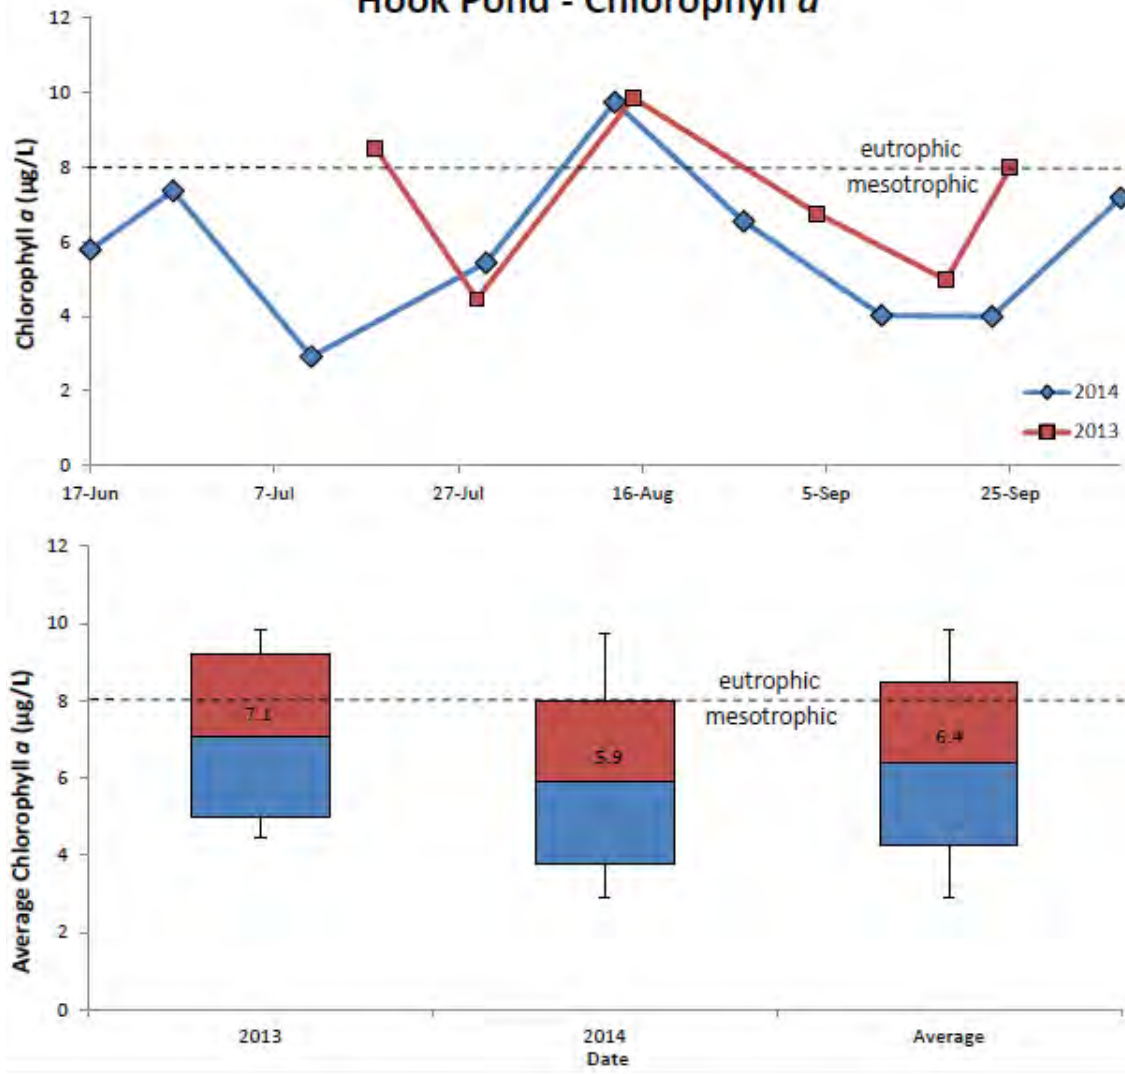 Hook Pond - Chlorophyll a
Chlorophyll a (µg/L)
12
10
8
6
4
2
0
eutrophic
mesotrophic
2014
2013
17-Jun 7-Jul 27-Jul 16-Aug 5-Sep 25-Sep
Average Chlorophyll a (µg/L)
12
10
8
6
4
2
0
7.1
5.9
6.4
eutrophic
mesotrophic
2013 2014 Average
Date